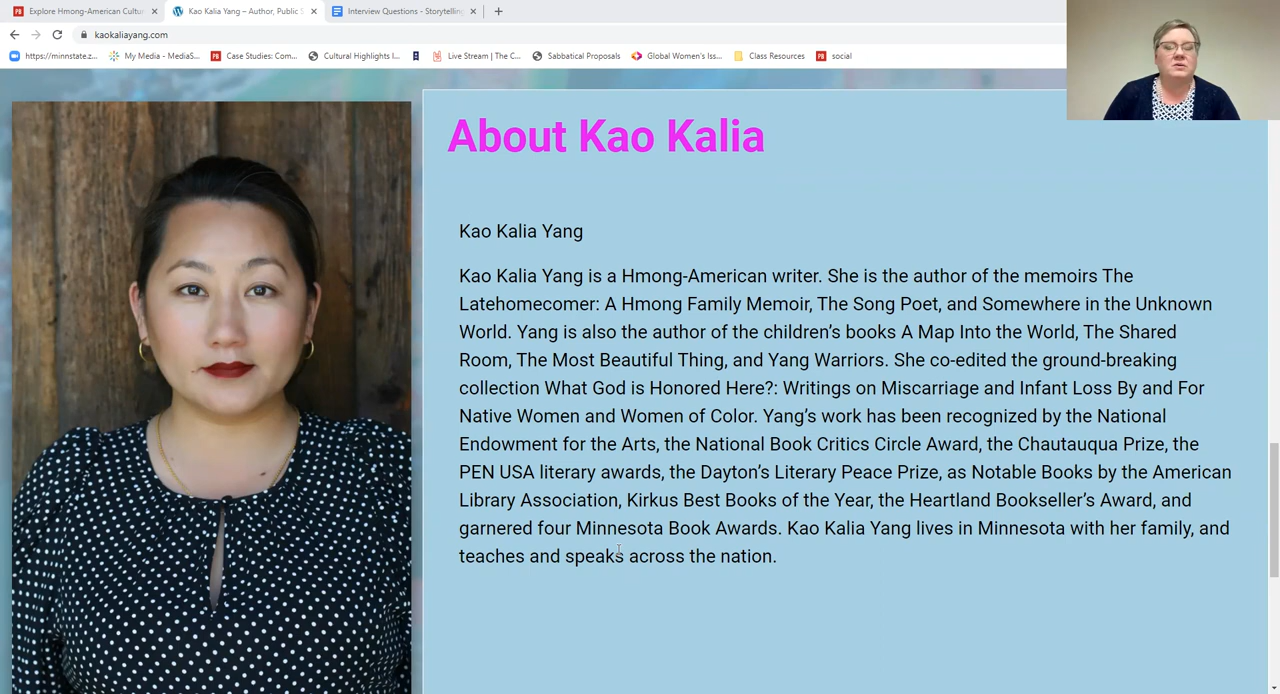 Explore Hmong-American Cultu
Kao Kalia Yang – Author, Public S
Interview Questions - Storytelling
kaokaliayang.com
https://minnstate.z...
My Media - MediaS...
PB Case Studies: Com...
Cultural Highlights I...
Live Stream | The C...
Sabbatical Proposals
Global Women's Iss...
Class Resources
PB social
About Kao Kalia
Kao Kalia Yang
Kao Kalia Yang is a Hmong-American writer. She is the author of the memoirs The
Latehomecomer: A Hmong Family Memoir, The Song Poet, and Somewhere in the Unknown
World. Yang is also the author of the children's books A Map Into the World, The Shared
Room, The Most Beautiful Thing, and Yang Warriors. She co-edited the ground-breaking
collection What God is Honored Here?: Writings on Miscarriage and Infant Loss By and For
Native Women and Women of Color. Yang's work has been recognized by the National
Endowment for the Arts, the National Book Critics Circle Award, the Chautauqua Prize, the
PEN USA literary awards, the Dayton's Literary Peace Prize, as Notable Books by the American
Library Association, Kirkus Best Books of the Year, the Heartland Bookseller's Award, and
garnered four Minnesota Book Awards. Kao Kalia Yang lives in Minnesota with her family, and
teaches and speaks across the nation.